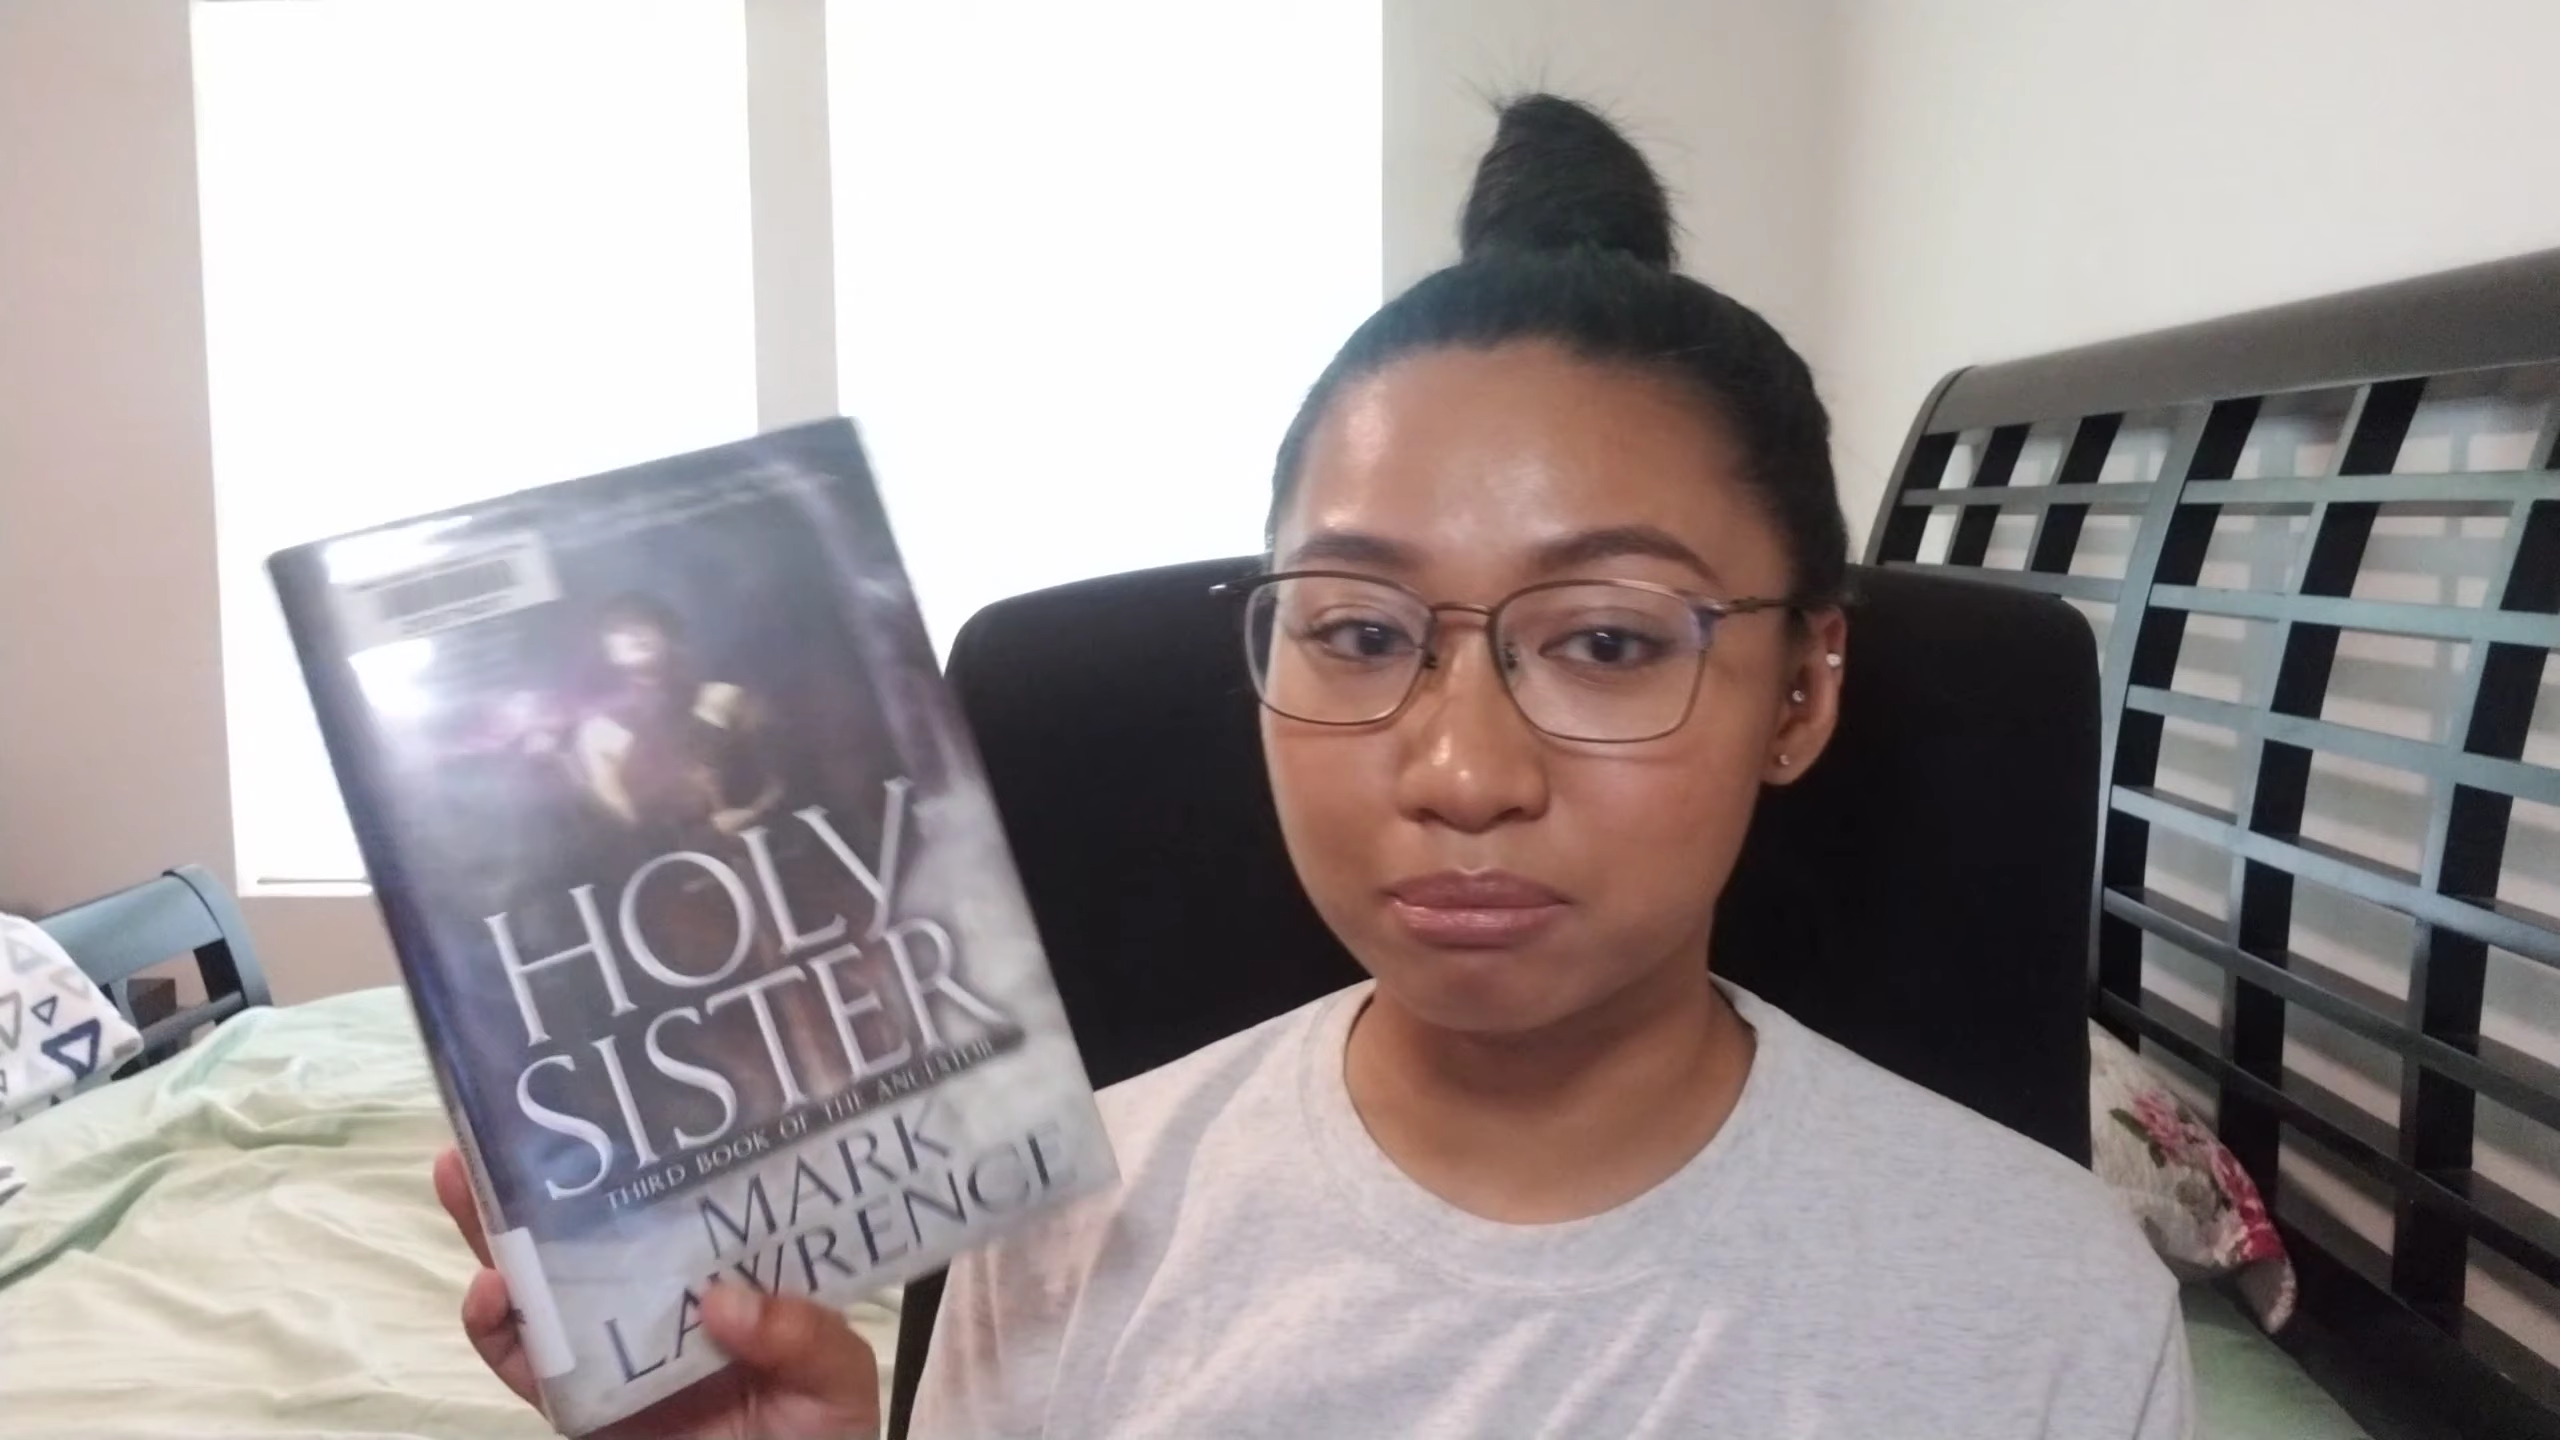 HOLY
SISTER
THIRD BOOK OF THE ANCESTOR
MARK
LAWRENCE